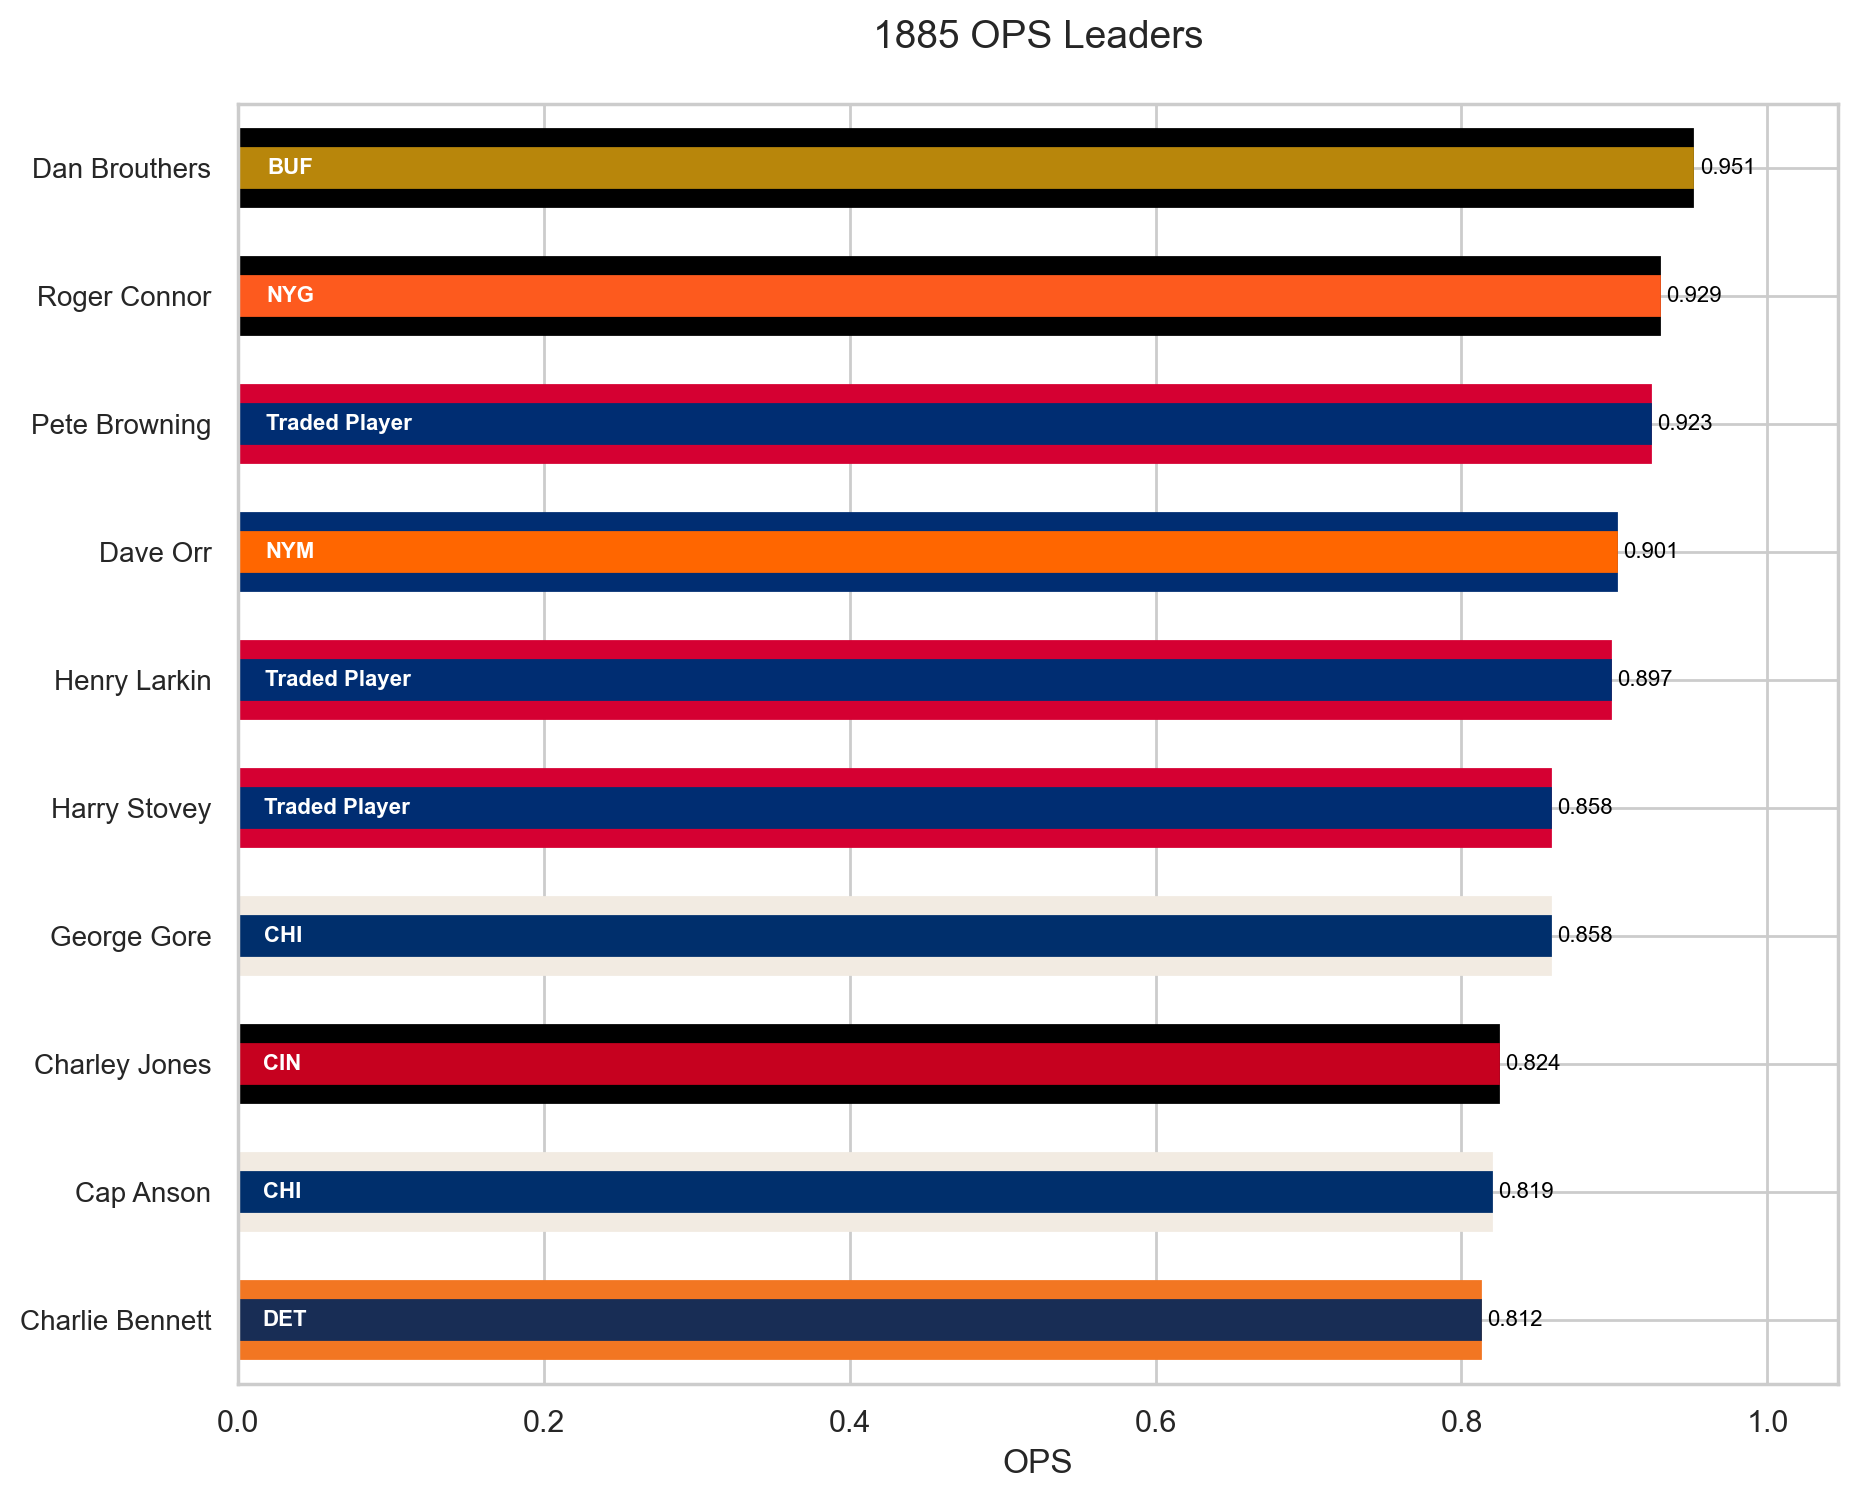 1885 OPS Leaders
Dan Brouthers BUF 0.951
Roger Connor NYG 0.929
Pete Browning Traded Player 0.923
Dave Orr NYM 0.901
Henry Larkin Traded Player 0.897
Harry Stovey Traded Player 0.858
George Gore CHI 0.858
Charley Jones CIN 0.824
Cap Anson CHI 0.819
Charlie Bennett DET 0.812
0.0 0.2 0.4 0.6 0.8 1.0
OPS